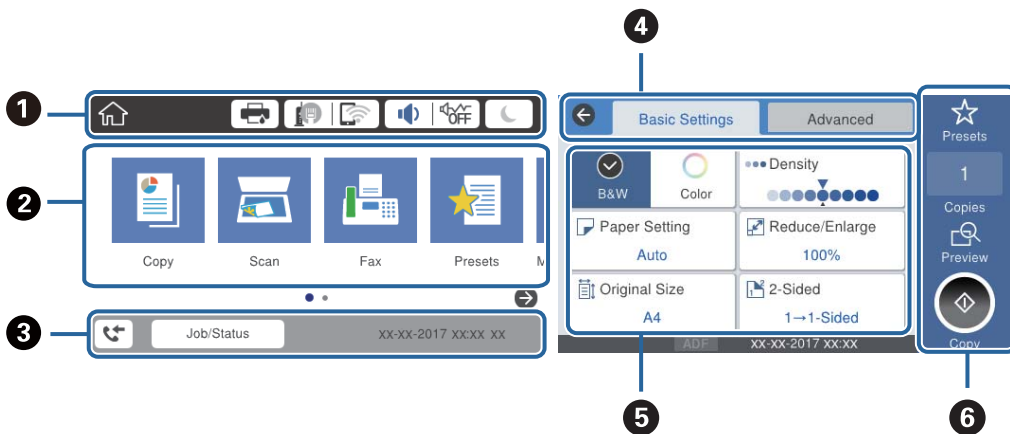 4
1
OFF
2
Copy
Scan
Fax
Presets
3
Job/Status
xx-xx-2017 xx:xx xx
Basic Settings
Advanced
B&W
Color
Density
Paper Setting
Auto
Reduce/Enlarge
100%
Original Size
A4
1 2
2-Sided
1→1-Sided
ADF
xx-xx-2017 xx:xx
Presets
1
Copies
Preview
Copy
5
6